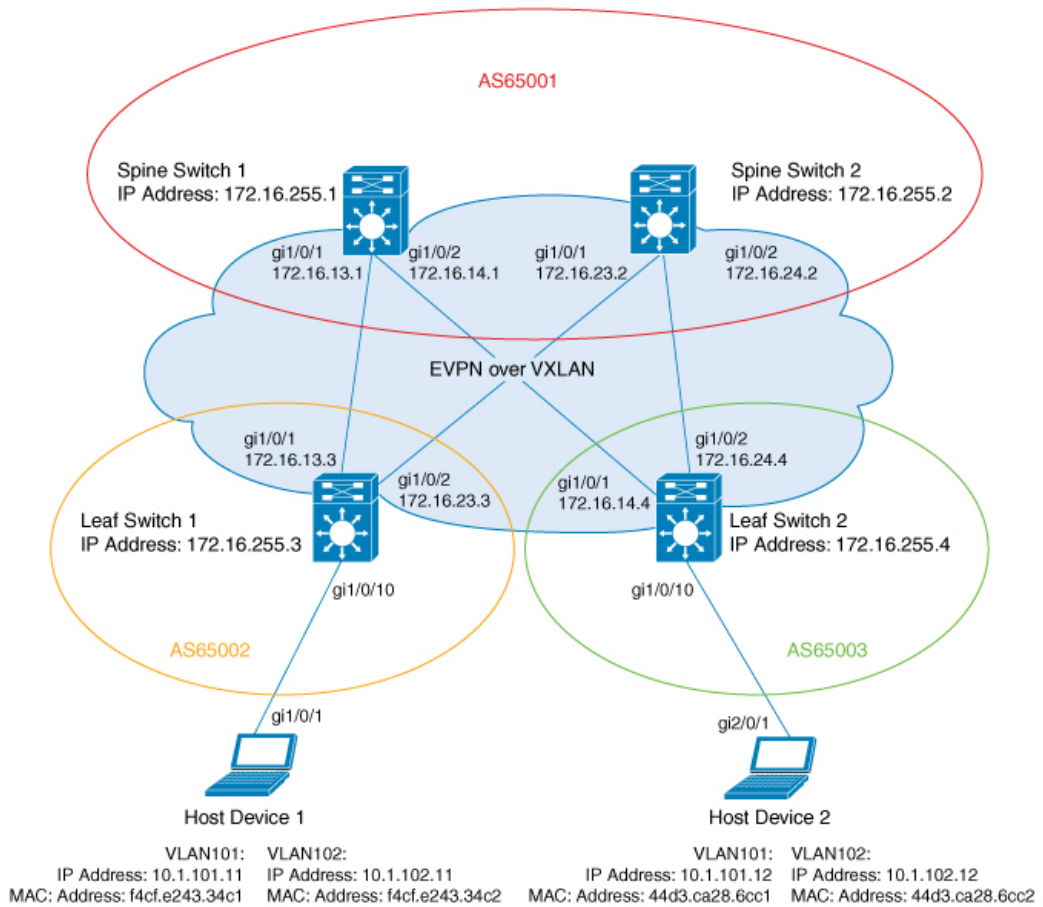 AS65001
Spine Switch 1
IP Address: 172.16.255.1
Spine Switch 2
IP Address: 172.16.255.2
gi1/0/1
172.16.13.1
gi1/0/2
172.16.14.1
gi1/0/1
172.16.23.2
gi1/0/2
172.16.24.2
EVPN over VXLAN
gi1/0/1
172.16.13.3
gi1/0/2
172.16.23.3
gi1/0/1
172.16.14.4
gi1/0/2
172.16.24.4
Leaf Switch 1
IP Address: 172.16.255.3
Leaf Switch 2
IP Address: 172.16.255.4
gi1/0/10
gi1/0/10
AS65002
AS65003
gi1/0/1
gi2/0/1
Host Device 1
Host Device 2
VLAN101:
IP Address: 10.1.101.11
MAC: Address: f4cf.e243.34c1
VLAN102:
IP Address: 10.1.102.11
MAC: Address: f4cf.e243.34c2
VLAN101:
IP Address: 10.1.101.12
MAC: Address: 44d3.ca28.6cc1
VLAN102:
IP Address: 10.1.102.12
MAC: Address: 44d3.ca28.6cc2